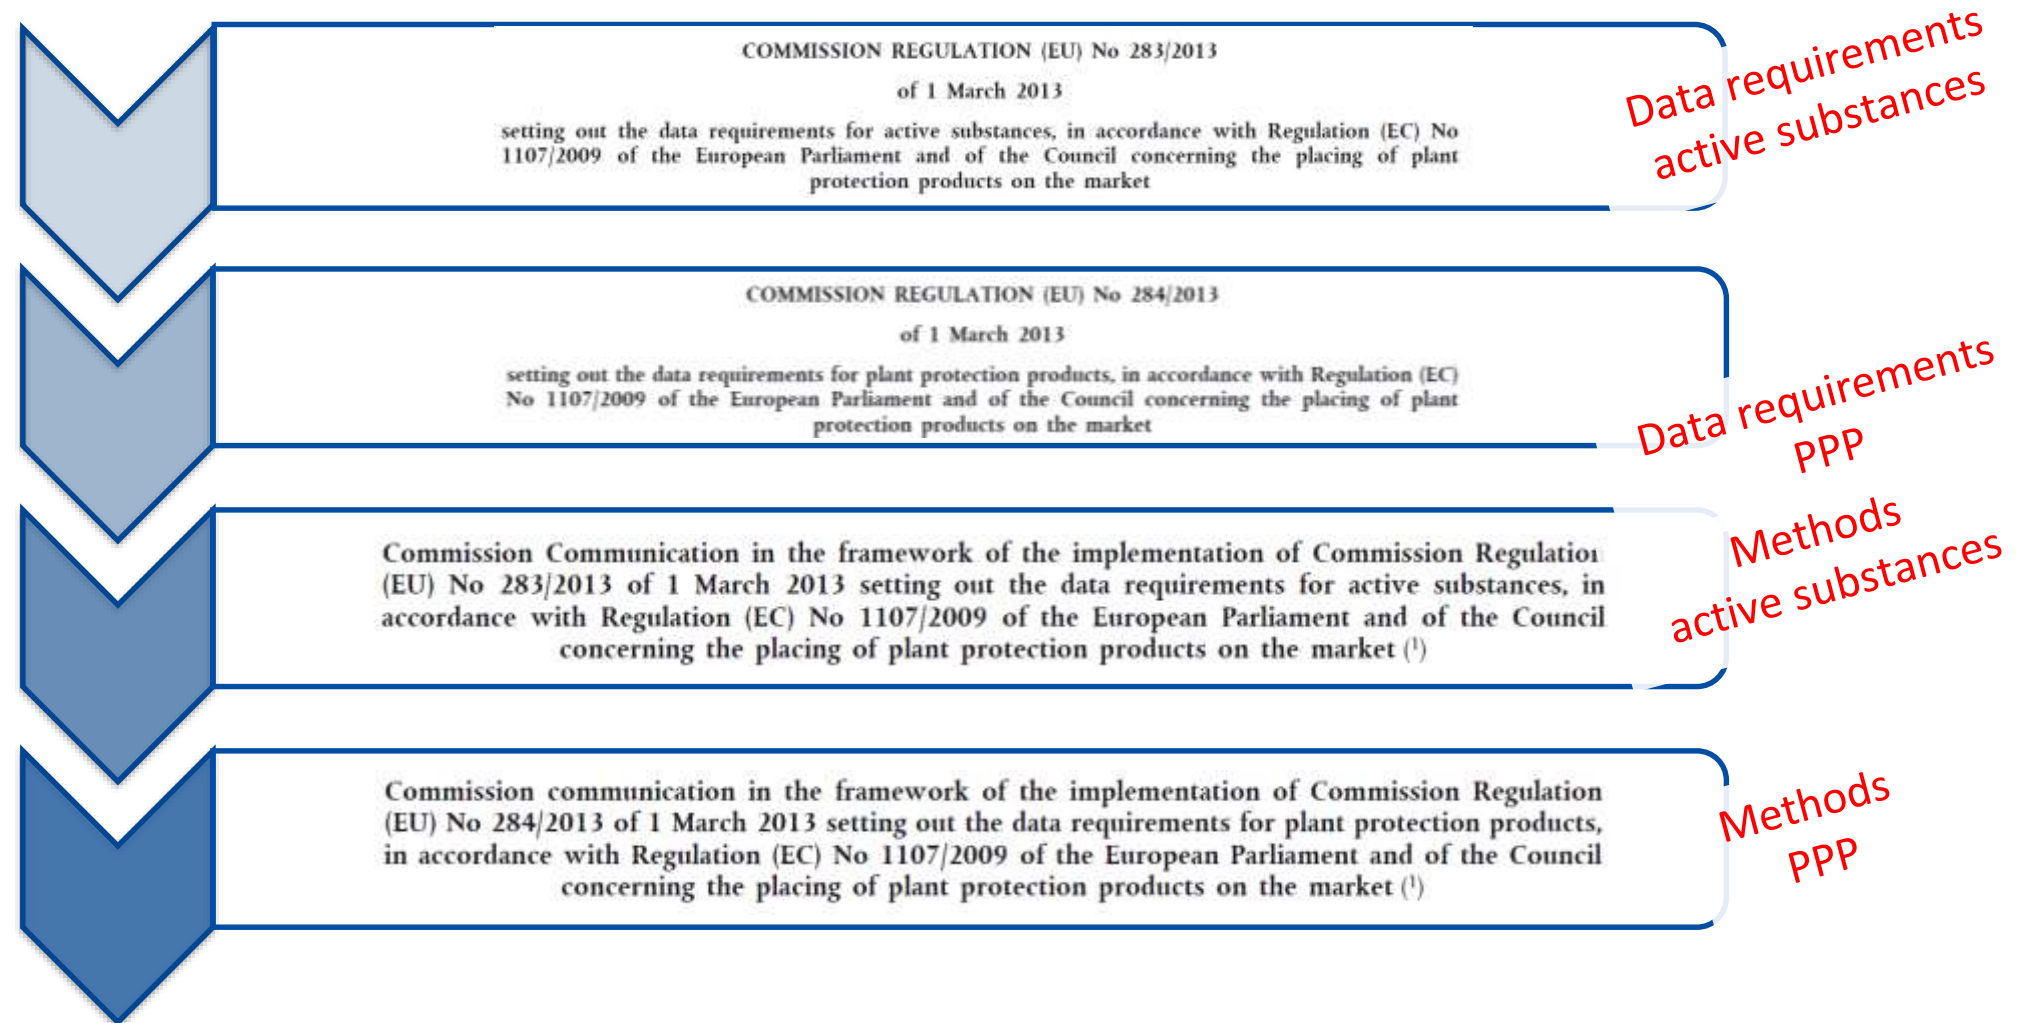 COMMISSION REGULATION (EU) No 283/2013
of 1 March 2013
setting out the data requirements for active substances, in accordance with Regulation (EC) No
1107/2009 of the European Parliament and of the Council concerning the placing of plant
protection products on the market
Data requirements
active substances
COMMISSION REGULATION (EU) No 284/2013
of 1 March 2013
setting out the data requirements for plant protection products, in accordance with Regulation (EC)
No 1107/2009 of the European Parliament and of the Council concerning the placing of plant
protection products on the market
Data requirements
PPP
Commission Communication in the framework of the implementation of Commission Regulation
(EU) No 283/2013 of 1 March 2013 setting out the data requirements for active substances, in
accordance with Regulation (EC) No 1107/2009 of the European Parliament and of the Council
concerning the placing of plant protection products on the market (¹)
Methods
active substances
Commission communication in the framework of the implementation of Commission Regulation
(EU) No 284/2013 of 1 March 2013 setting out the data requirements for plant protection products,
in accordance with Regulation (EC) No 1107/2009 of the European Parliament and of the Council
concerning the placing of plant protection products on the market (¹)
Methods
PPP